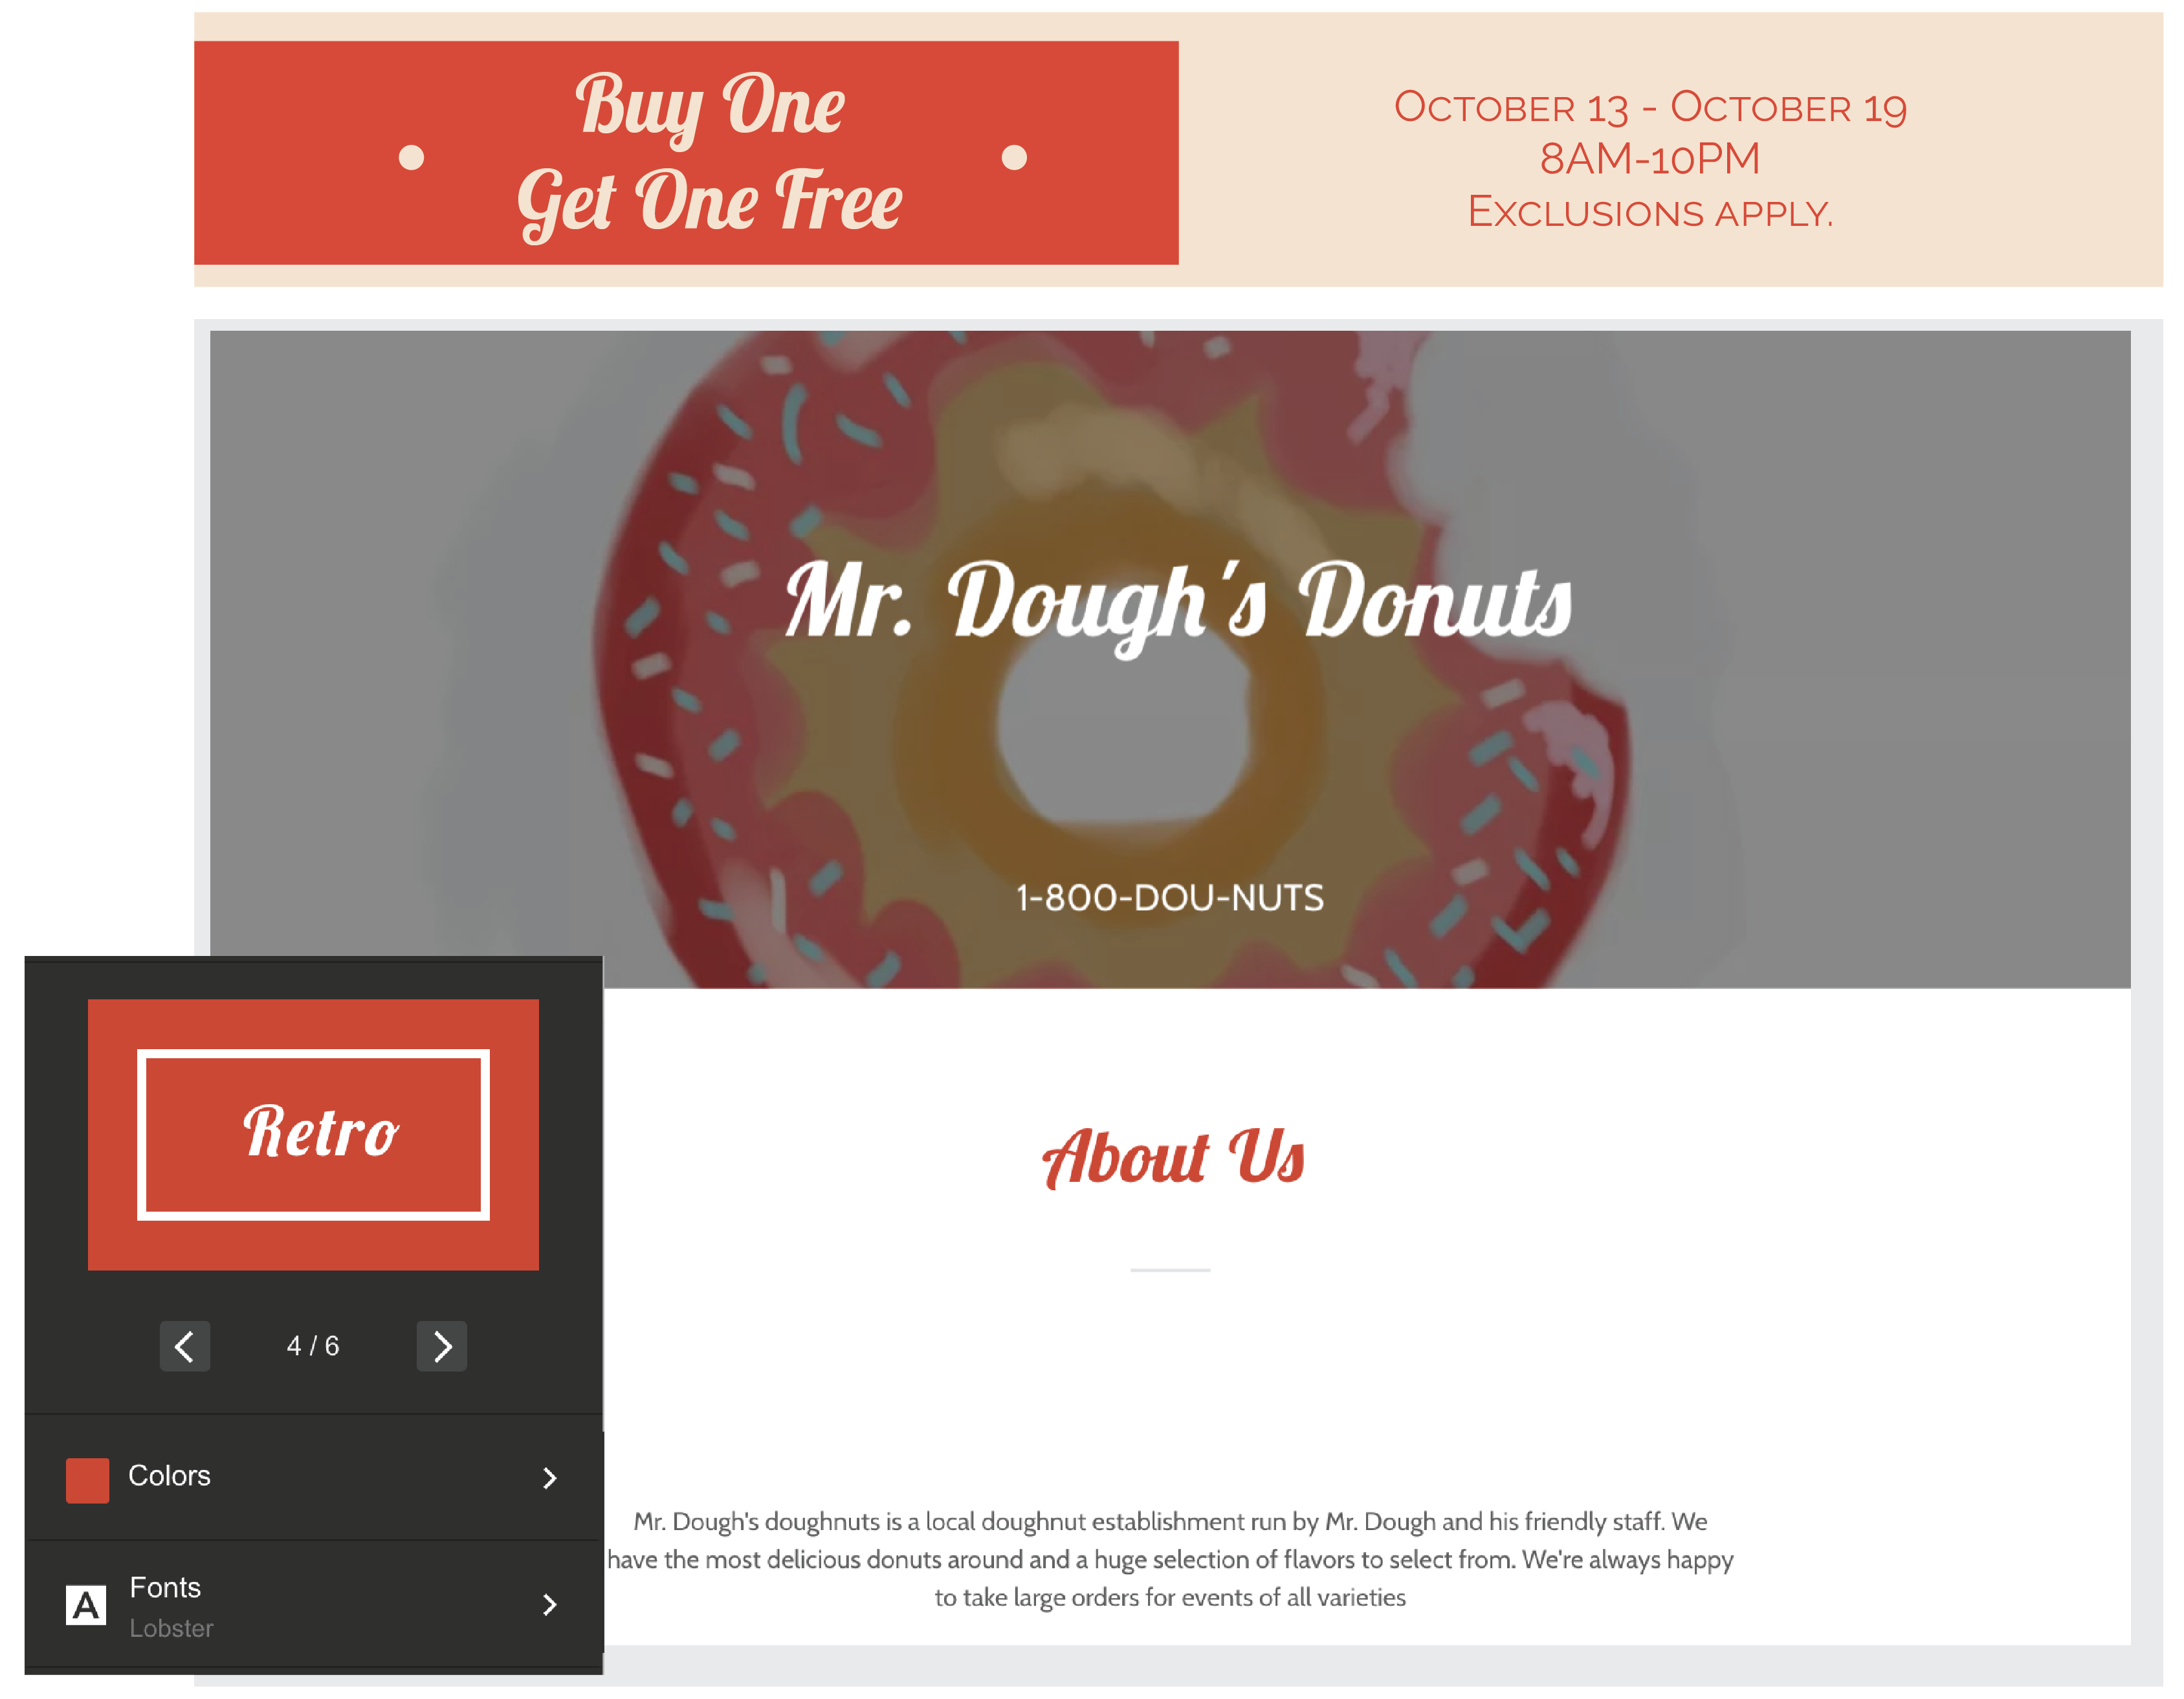 Buy One
Get One Free
October 13 - October 19
8AM-10PM
Exclusions apply.
Mr. Dough's Donuts
1-800-DOU-NUTS
Retro
4 / 6
Colors
A Fonts
Lobster
About Us
Mr. Dough's doughnuts is a local doughnut establishment run by Mr. Dough and his friendly staff. We
have the most delicious donuts around and a huge selection of flavors to select from. We're always happy
to take large orders for events of all varieties